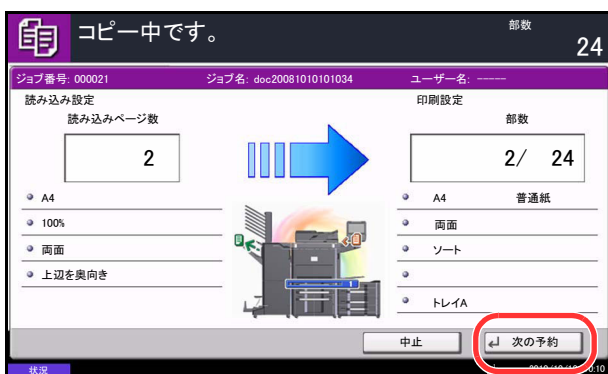 コピー中です。
部数
24
ジョブ番号: 000021 ジョブ名: doc20081010101034 ユーザー名: -----
読み込み設定
読み込みページ数
2
A4
100%
両面
上辺を奥向き
印刷設定
部数
2/ 24
A4 普通紙
両面
ソート
トレイA
1
中止 次の予約
状況